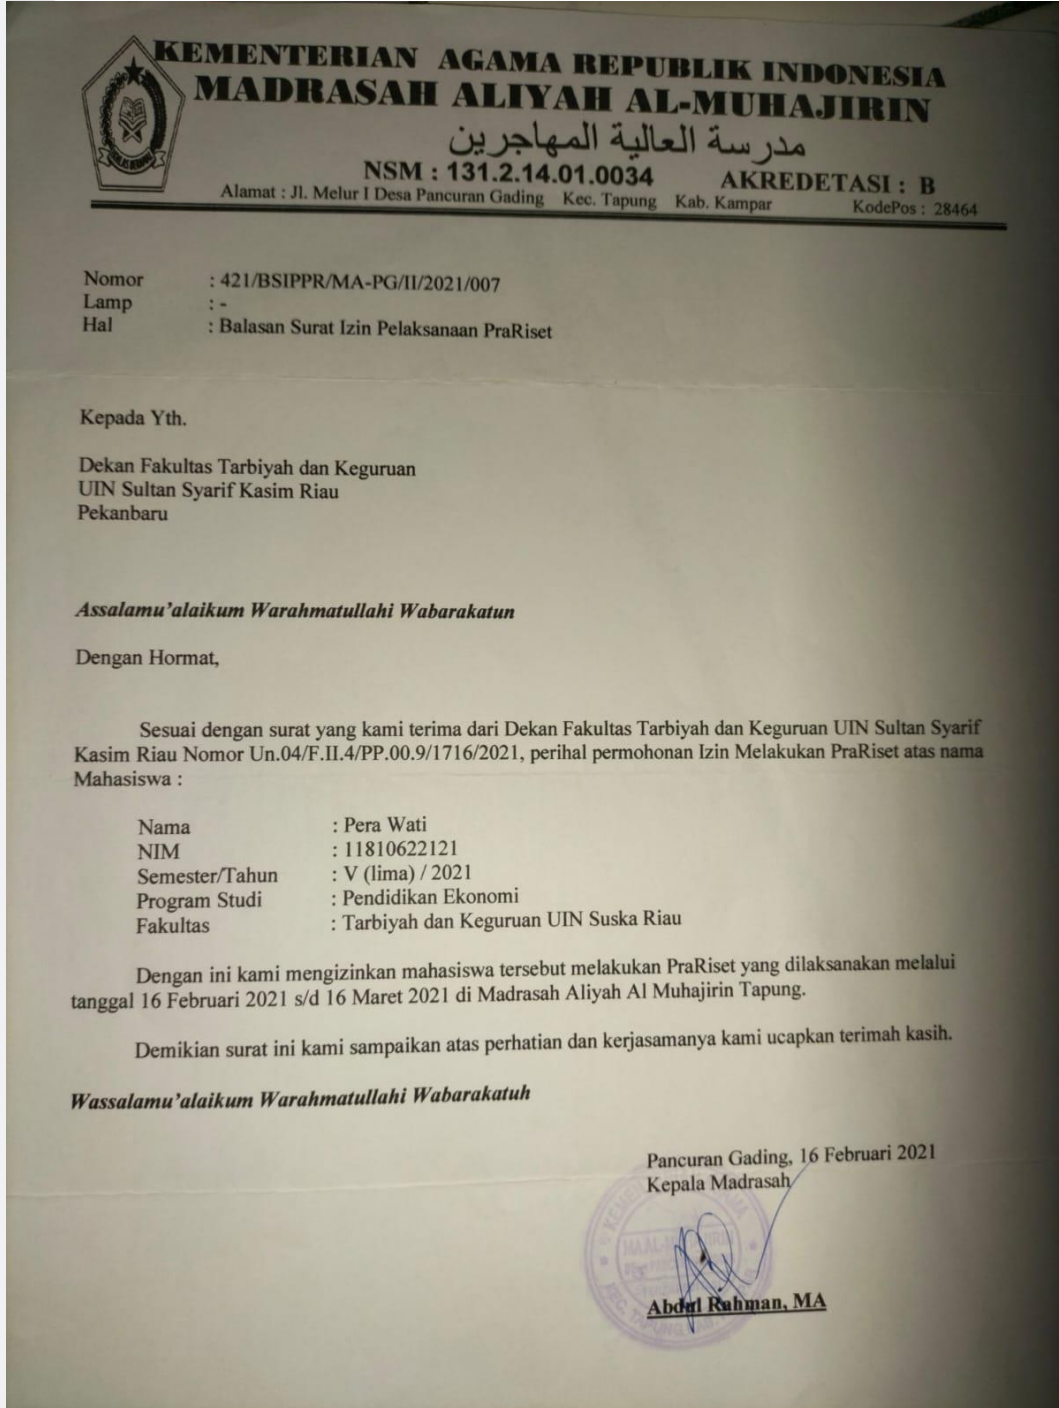 KEMENTERIAN AGAMA REPUBLIK INDONESIA
MADRASAH ALIYAH AL-MUHAJIRIN
مدرسة العالية المهاجرين
NSM : 131.2.14.01.0034 AKREDETASI : B
Alamat : Jl. Melur I Desa Pancuran Gading Kec. Tapung Kab. Kampar KodePos : 28464
Nomor : 421/BSIPPR/MA-PG/II/2021/007
Lamp : -
Hal : Balasan Surat Izin Pelaksanaan PraRiset
Kepada Yth.
Dekan Fakultas Tarbiyah dan Keguruan
UIN Sultan Syarif Kasim Riau
Pekanbaru
Assalamu'alaikum Warahmatullahi Wabarakatun
Dengan Hormat,
Sesuai dengan surat yang kami terima dari Dekan Fakultas Tarbiyah dan Keguruan UIN Sultan Syarif
Kasim Riau Nomor Un.04/F.II.4/PP.00.9/1716/2021, perihal permohonan Izin Melakukan PraRiset atas nama
Mahasiswa :
Nama : Pera Wati
NIM : 11810622121
Semester/Tahun : V (lima) / 2021
Program Studi : Pendidikan Ekonomi
Fakultas : Tarbiyah dan Keguruan UIN Suska Riau
Dengan ini kami mengizinkan mahasiswa tersebut melakukan PraRiset yang dilaksanakan melalui
tanggal 16 Februari 2021 s/d 16 Maret 2021 di Madrasah Aliyah Al Muhajirin Tapung.
Demikian surat ini kami sampaikan atas perhatian dan kerjasamanya kami ucapkan terimah kasih.
Wassalamu'alaikum Warahmatullahi Wabarakatuh
Pancuran Gading, 16 Februari 2021
Kepala Madrasah
Abdul Rahman, MA
KEC. TAPUNG